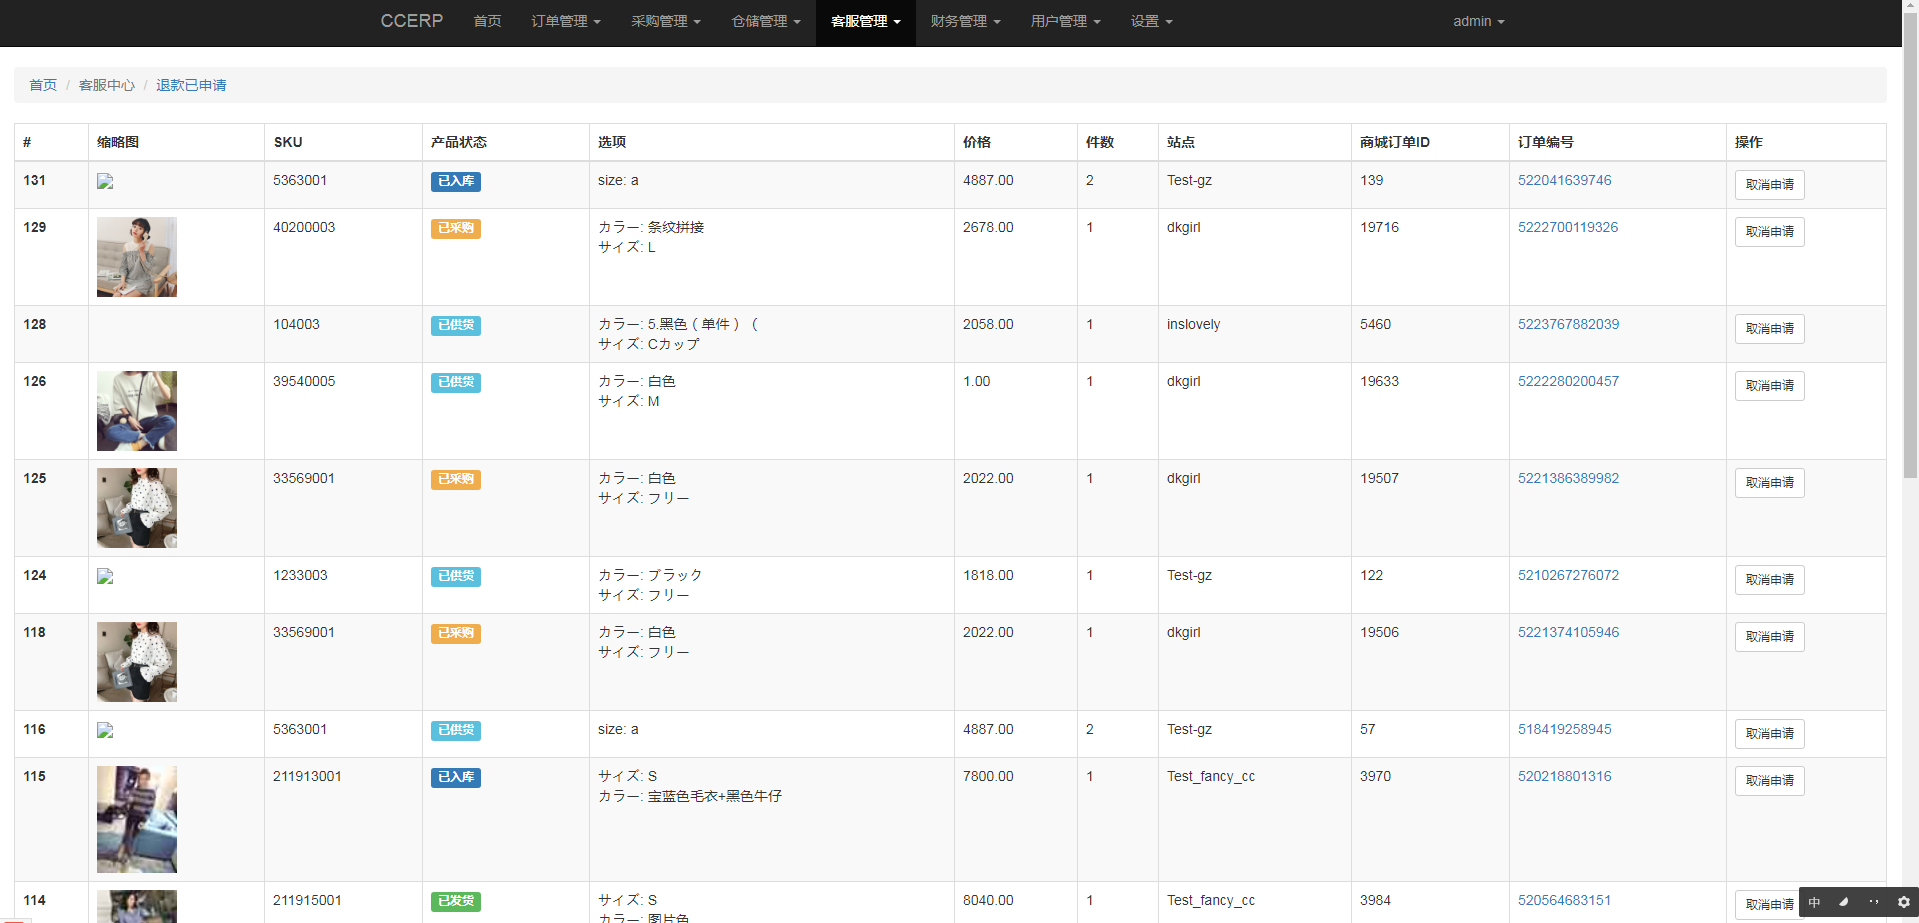 CCERP 首页 订单管理 采购管理 仓储管理 客服管理 财务管理 用户管理 设置 admin
首页 / 客服中心 / 退款已申请
# 缩略图 SKU 产品状态 选项 价格 件数 站点 商城订单ID 订单编号 操作
131 5363001 已入库 size: a 4887.00 2 Test-gz 139 522041639746 取消申请
129 40200003 已采购 カラー: 条纹拼接 2678.00 1 dkgirl 19716 5222700119326 取消申请
サイズ: L
128 104003 已供货 カラー: 5.黑色（单件）（ 2058.00 1 inslovely 5460 5223767882039 取消申请
サイズ: Cカップ
126 39540005 已供货 カラー: 白色 1.00 1 dkgirl 19633 5222280200457 取消申请
サイズ: M
125 33569001 已采购 カラー: 白色 2022.00 1 dkgirl 19507 5221386389982 取消申请
サイズ: フリー
124 1233003 已供货 カラー: ブラック 1818.00 1 Test-gz 122 5210267276072 取消申请
サイズ: フリー
118 33569001 已采购 カラー: 白色 2022.00 1 dkgirl 19506 5221374105946 取消申请
サイズ: フリー
116 5363001 已供货 size: a 4887.00 2 Test-gz 57 518419258945 取消申请
115 211913001 已入库 サイズ: S 7800.00 1 Test_fancy_cc 3970 520218801316 取消申请
カラー: 宝蓝色毛衣+黑色牛仔
114 211915001 已发货 サイズ: S 8040.00 1 Test_fancy_cc 3984 520564683151 取消申请 中
カラー: 图片色